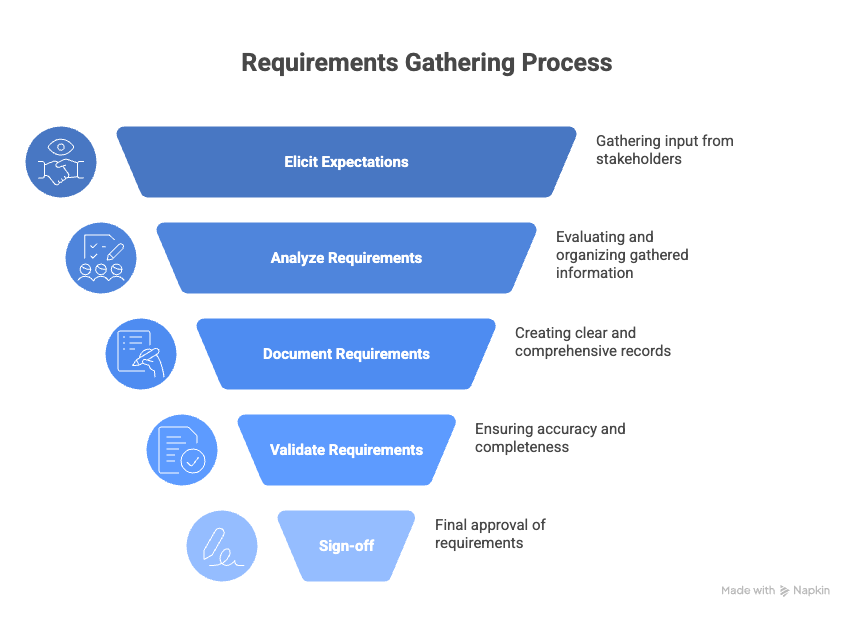 Requirements Gathering Process
Elicit Expectations
Gathering input from
stakeholders
Analyze Requirements
Evaluating and
organizing gathered
information
Document Requirements
Creating clear and
comprehensive records
Validate Requirements
Ensuring accuracy and
completeness
Sign-off
Final approval of
requirements
Made with Napkin